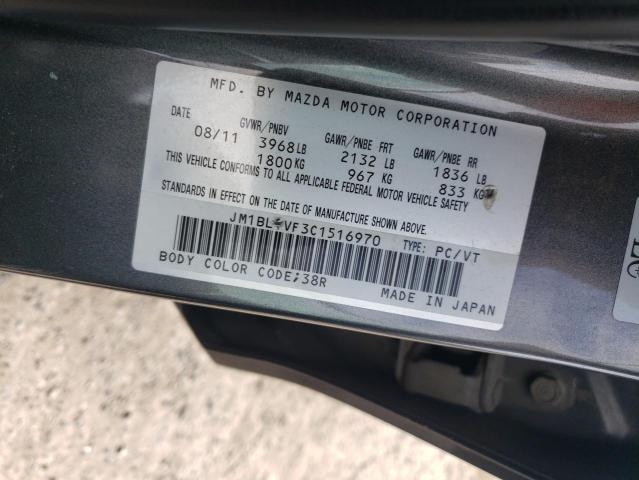 MFD. BY MAZDA MOTOR CORPORATION
DATE GVWR/PNBV GAWR/PNBE FRT GAWR/PNBE RR
08/11 3968 LB 2132 LB 1836 LB
1800 KG 967 KG 833 KG
THIS VEHICLE CONFORMS TO ALL APPLICABLE FEDERAL MOTOR VEHICLE SAFETY
STANDARDS IN EFFECT ON THE DATE OF MANUFACTURE SHOWN ABOVE.
TYPE: PC/VT
BODY COLOR CODE;38R
MADE IN JAPAN